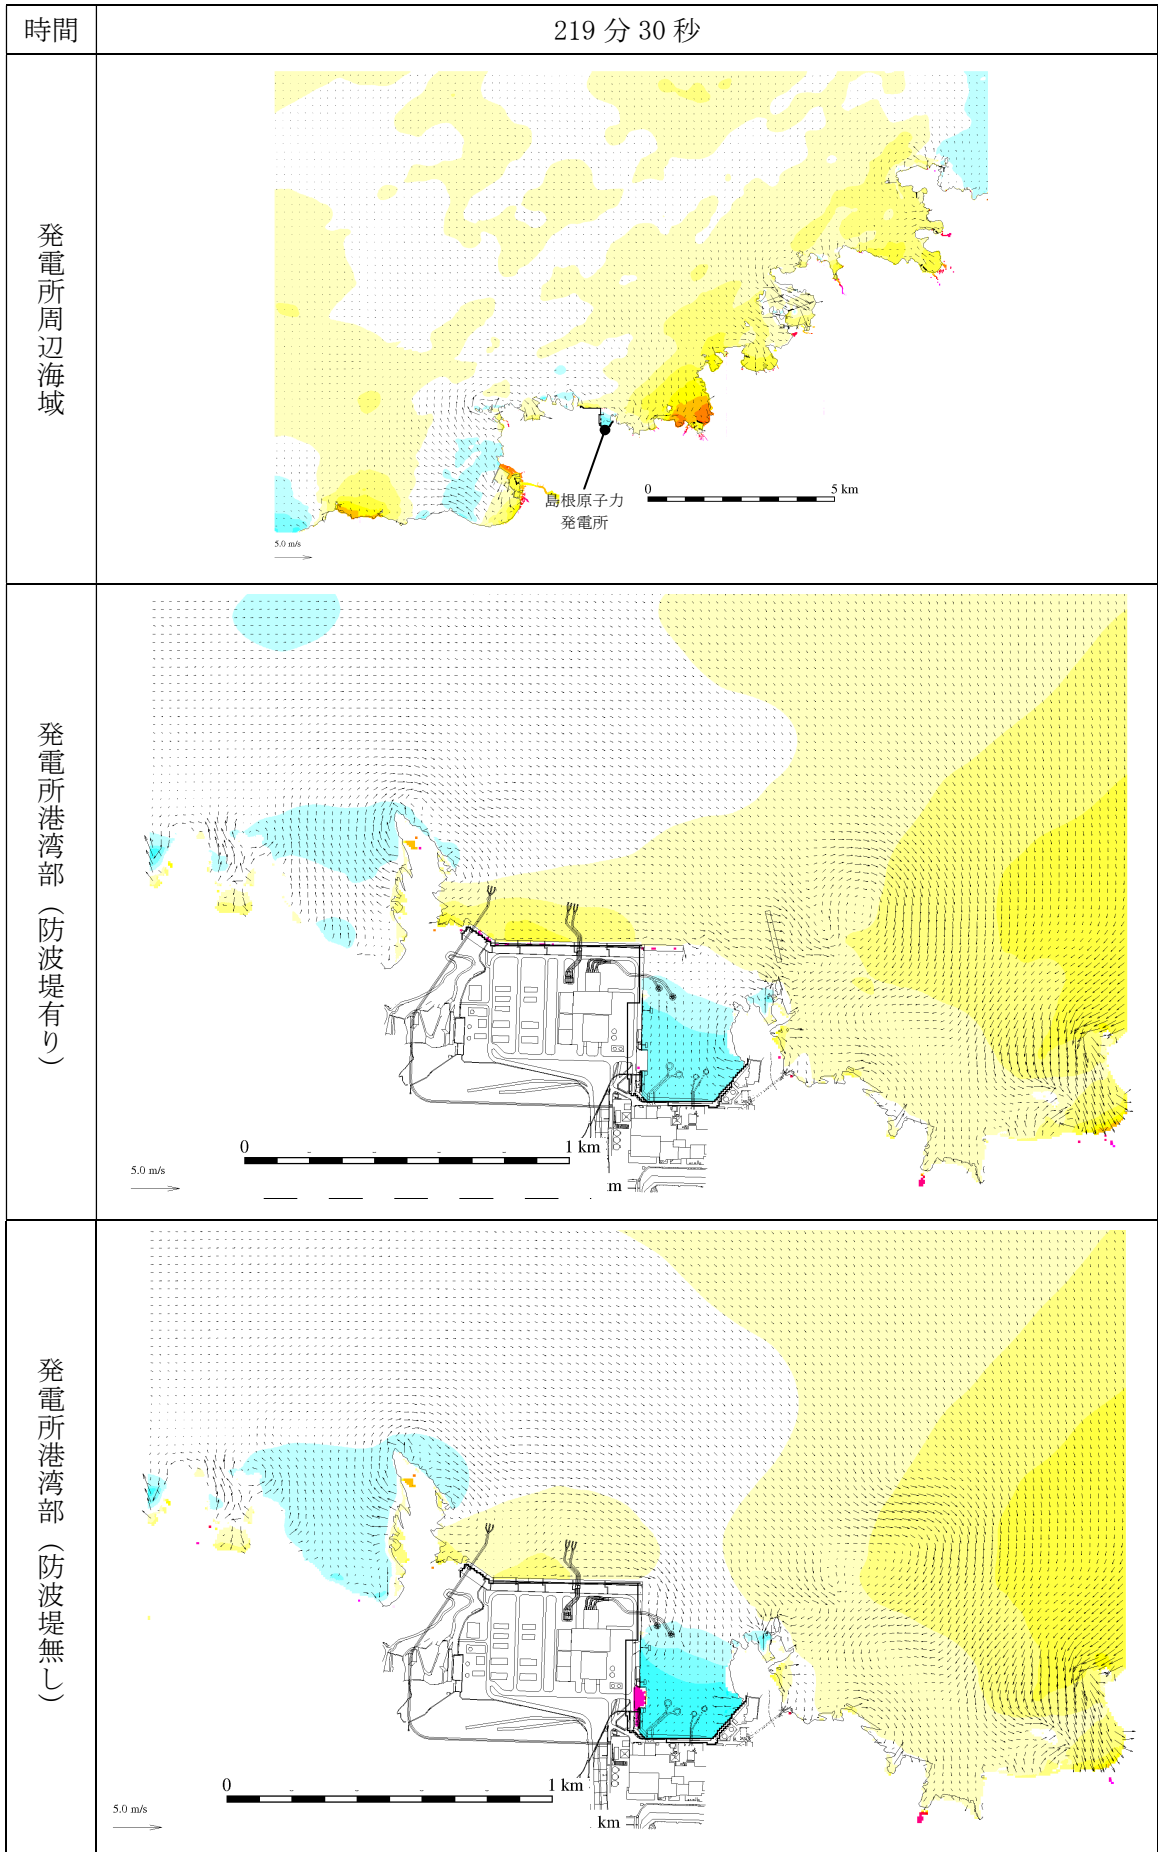 時間
219 分 30 秒
発電所周辺海域
島根原子力
発電所
0
5 km
5.0 m/s
発電所港湾部（防波堤有り）
0
1 km
5.0 m/s
発電所港湾部（防波堤無し）
0
1 km
5.0 m/s
km